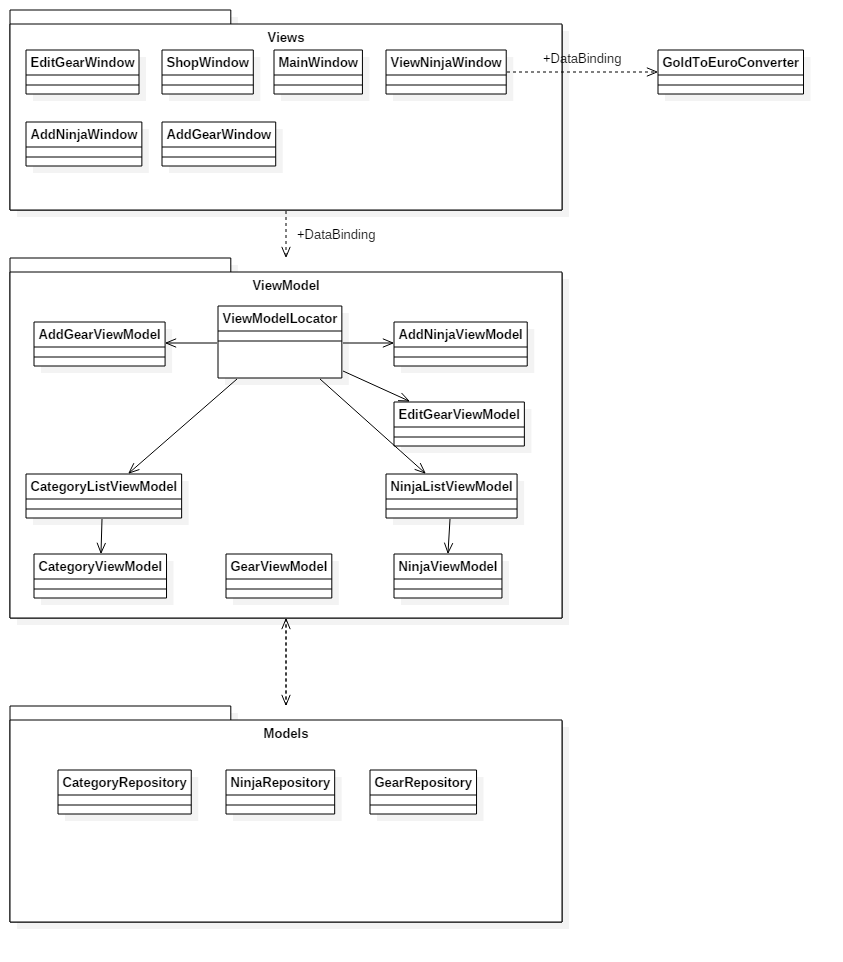 Views
EditGearWindow
ShopWindow
MainWindow
ViewNinjaWindow
+DataBinding
GoldToEuroConverter
AddNinjaWindow
AddGearWindow
+DataBinding
ViewModel
AddGearViewModel
ViewModelLocator
AddNinjaViewModel
EditGearViewModel
CategoryListViewModel
NinjaListViewModel
CategoryViewModel
GearViewModel
NinjaViewModel
Models
CategoryRepository
NinjaRepository
GearRepository